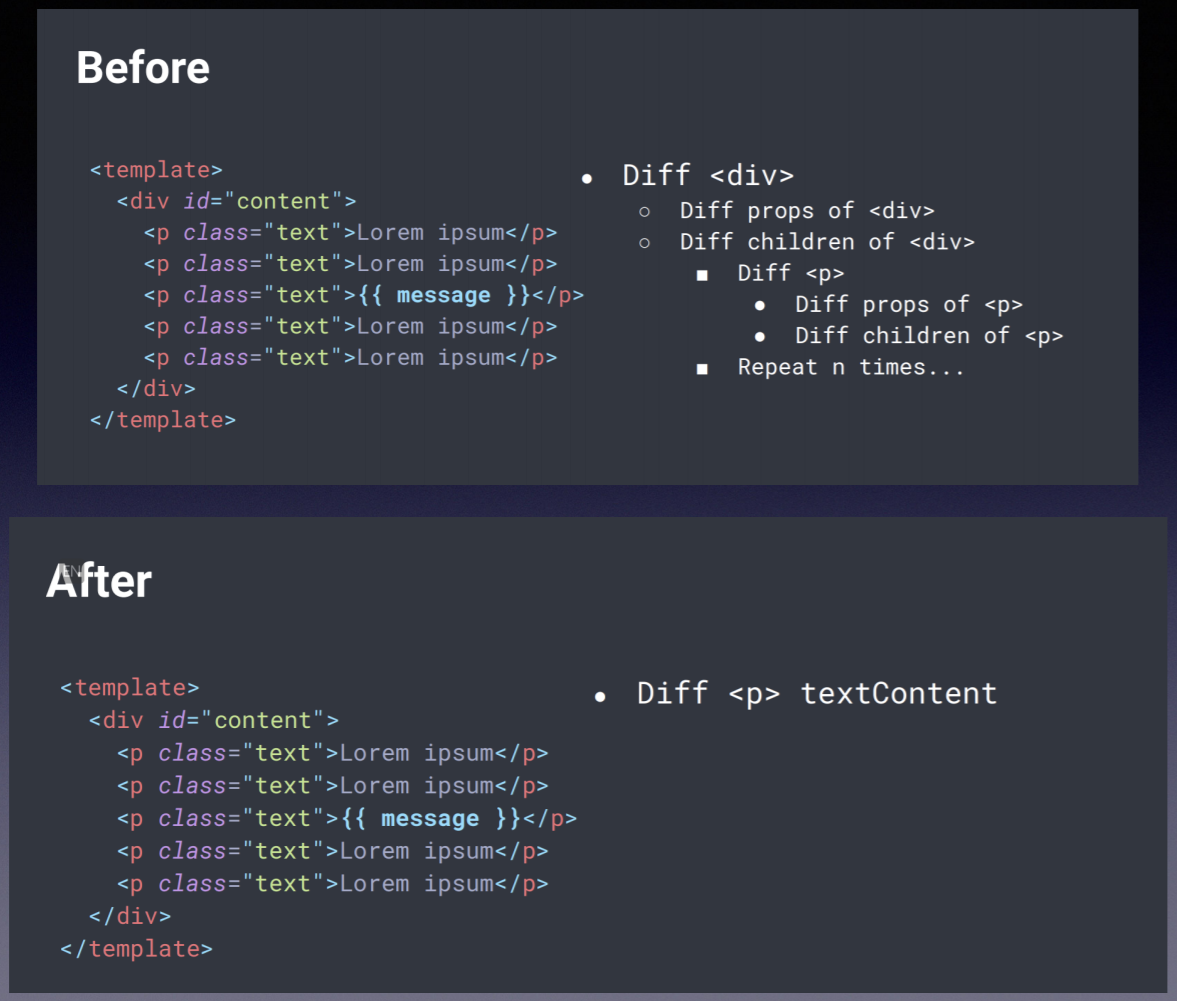 Before
<template>
<div id="content">
<p class="text">Lorem ipsum</p>
<p class="text">Lorem ipsum</p>
<p class="text">{{ message }}</p>
<p class="text">Lorem ipsum</p>
<p class="text">Lorem ipsum</p>
</div>
</template>
● Diff <div>
○ Diff props of <div>
○ Diff children of <div>
■ Diff <p>
● Diff props of <p>
● Diff children of <p>
■ Repeat n times...
After
EN
<template>
<div id="content">
<p class="text">Lorem ipsum</p>
<p class="text">Lorem ipsum</p>
<p class="text">{{ message }}</p>
<p class="text">Lorem ipsum</p>
<p class="text">Lorem ipsum</p>
</div>
</template>
● Diff <p> textContent